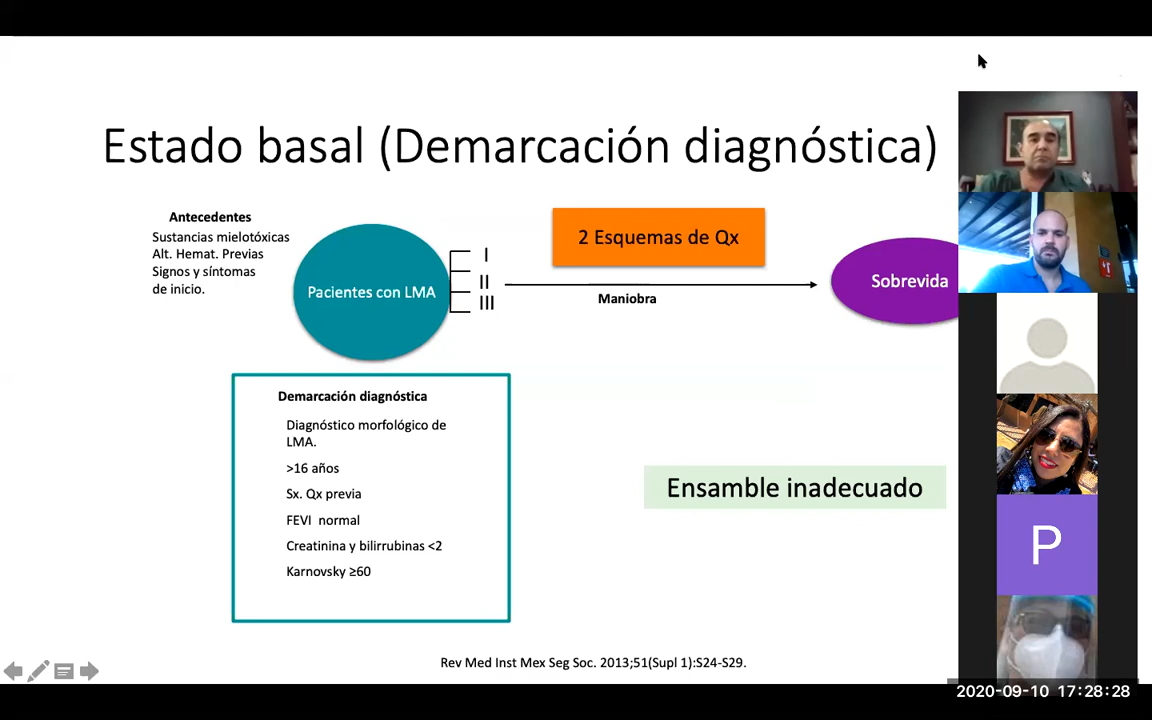 Estado basal (Demarcación diagnóstica)
Antecedentes
Sustancias mielotóxicas
Alt. Hemat. Previas
Signos y síntomas
de inicio.
Pacientes con LMA
I
II
III
2 Esquemas de Qx
Maniobra
Sobrevida
Demarcación diagnóstica
Diagnóstico morfológico de
LMA.
>16 años
Sx. Qx previa
FEVI normal
Creatinina y bilirrubinas <2
Karnovsky ≥60
Ensamble inadecuado
P
Rev Med Inst Mex Seg Soc. 2013;51(Supl 1):S24-S29.
2020-09-10 17:28:28